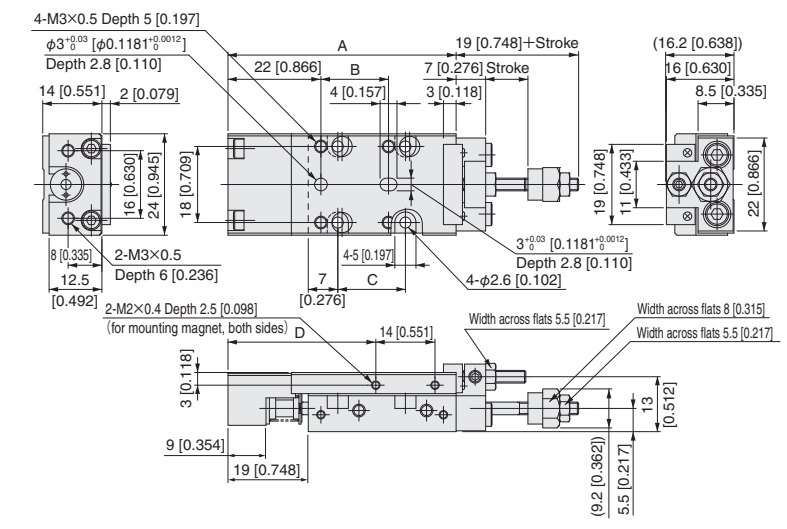 4-M3×0.5 Depth 5 [0.197]
φ3+0.03 0 [φ0.1181+0.0012 0]
Depth 2.8 [0.110]
A
19 [0.748]+Stroke
(16.2 [0.638])
22 [0.866]
B
7 [0.276] Stroke
16 [0.630]
14 [0.551]
2 [0.079]
4 [0.157]
3 [0.118]
8.5 [0.335]
16 [0.630]
24 [0.945]
18 [0.709]
19 [0.748]
11 [0.433]
22 [0.866]
8 [0.335]
2-M3×0.5
Depth 6 [0.236]
12.5
[0.492]
7
[0.276]
4-5 [0.197]
C
3+0.03 0 [0.1181+0.0012 0]
Depth 2.8 [0.110]
4-φ2.6 [0.102]
2-M2×0.4 Depth 2.5 [0.098]
(for mounting magnet, both sides)
D
14 [0.551]
Width across flats 5.5 [0.217]
Width across flats 8 [0.315]
Width across flats 5.5 [0.217]
3 [0.118]
13
[0.512]
9 [0.354]
19 [0.748]
(9.2 [0.362])
5.5 [0.217]